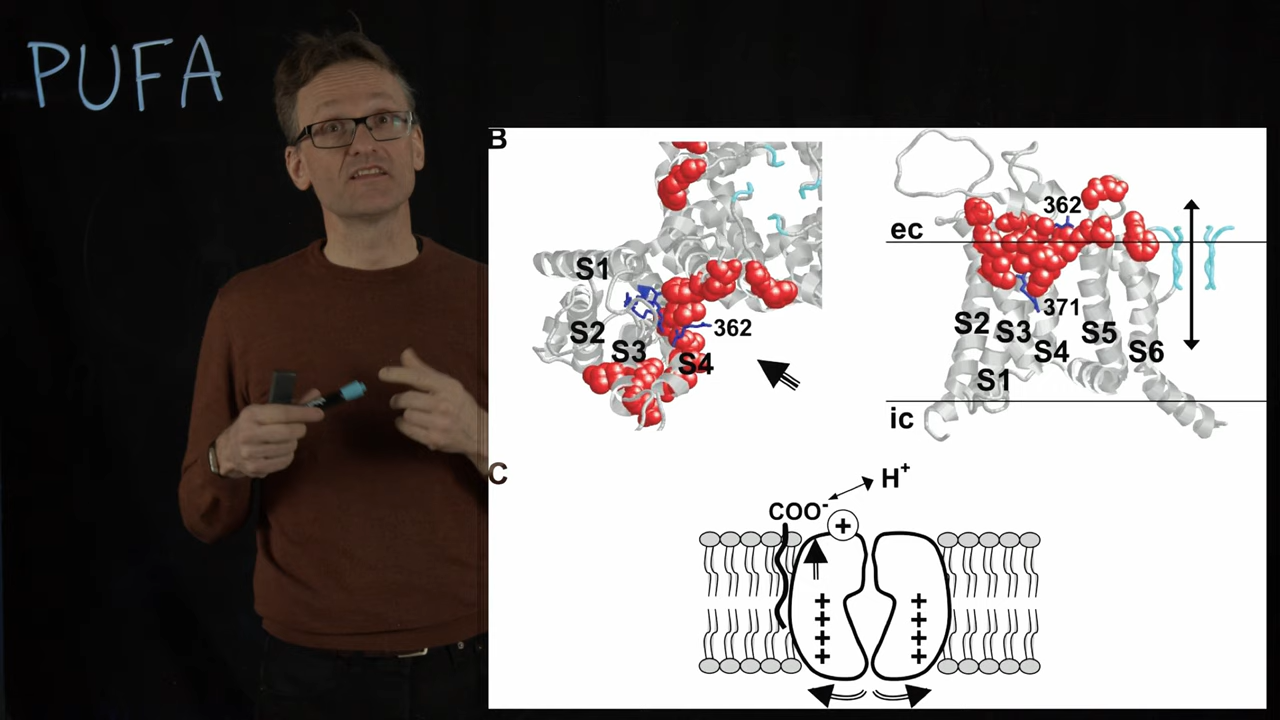 PUFA
B
S1
S2
S3
S4
362
ec
362
371
S2
S3
S4
S5
S6
S1
ic
C
COO⁻
H⁺
+
+ +
+ +
+ +
+ +